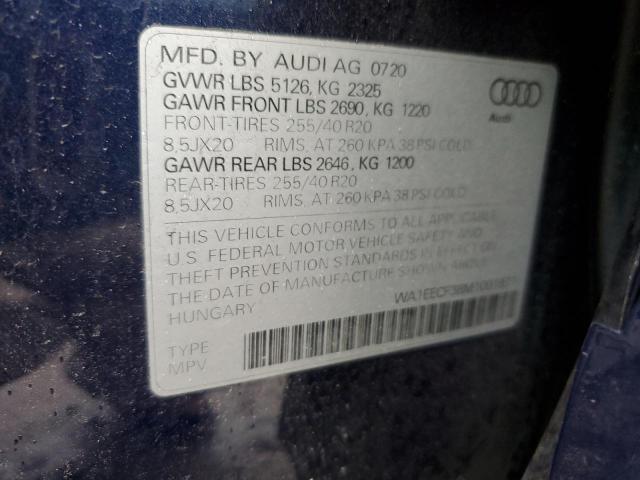 MFD. BY AUDI AG 0720
GVWR LBS 5126, KG 2325
GAWR FRONT LBS 2690, KG 1220
FRONT-TIRES 255/40 R20
8,5JX20 RIMS, AT 260 KPA 38 PSI COLD
GAWR REAR LBS 2646, KG 1200
REAR-TIRES 255/40 R20
8,5JX20 RIMS, AT 260 KPA 38 PSI COLD
Audi
THIS VEHICLE CONFORMS TO ALL APPLICABLE
U.S. FEDERAL MOTOR VEHICLE SAFETY AND
THEFT PREVENTION STANDARDS IN EFFECT ON
THE DATE OF MANUFACTURE SHOWN ABOVE.
HUNGARY
TYPE
MPV